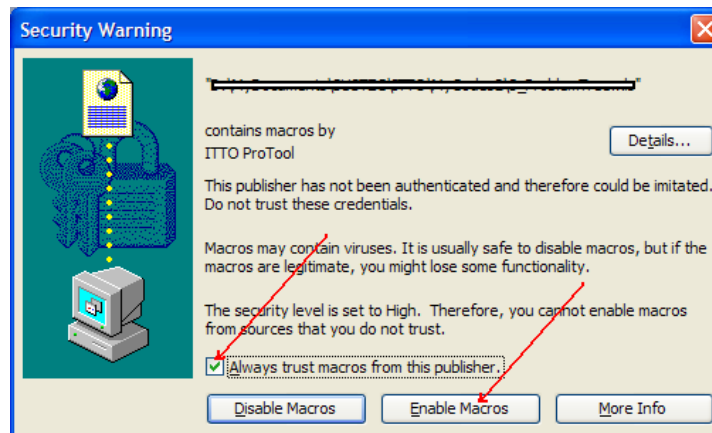 Security Warning
contains macros by
ITTO ProTool
Details...
This publisher has not been authenticated and therefore could be imitated.
Do not trust these credentials.
Macros may contain viruses. It is usually safe to disable macros, but if the
macros are legitimate, you might lose some functionality.
The security level is set to High. Therefore, you cannot enable macros
from sources that you do not trust.
Always trust macros from this publisher.
Disable Macros
Enable Macros
More Info